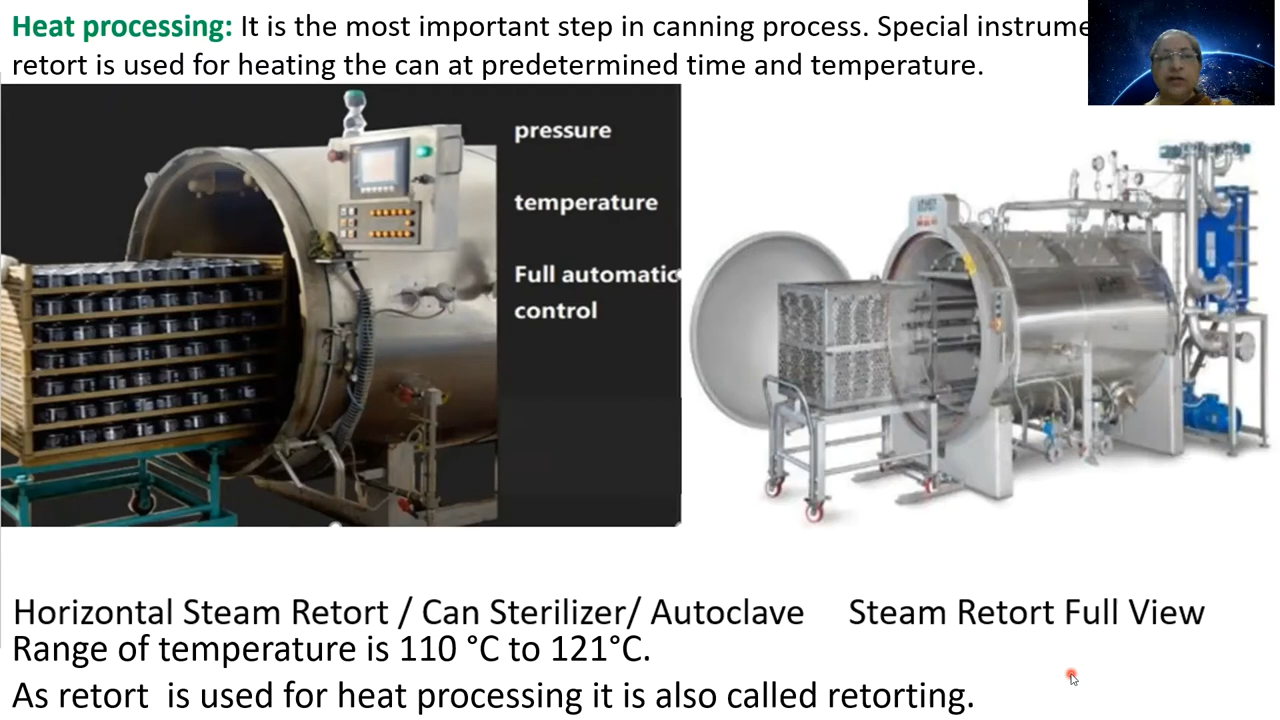 Heat processing: It is the most important step in canning process. Special
retort is used for heating the can at predetermined time and temperature.
pressure
temperature
Full automatic
control
Horizontal Steam Retort / Can Sterilizer/ Autoclave
Steam Retort Full View
Range of temperature is 110 °C to 121°C.
As retort is used for heat processing it is also called retorting.